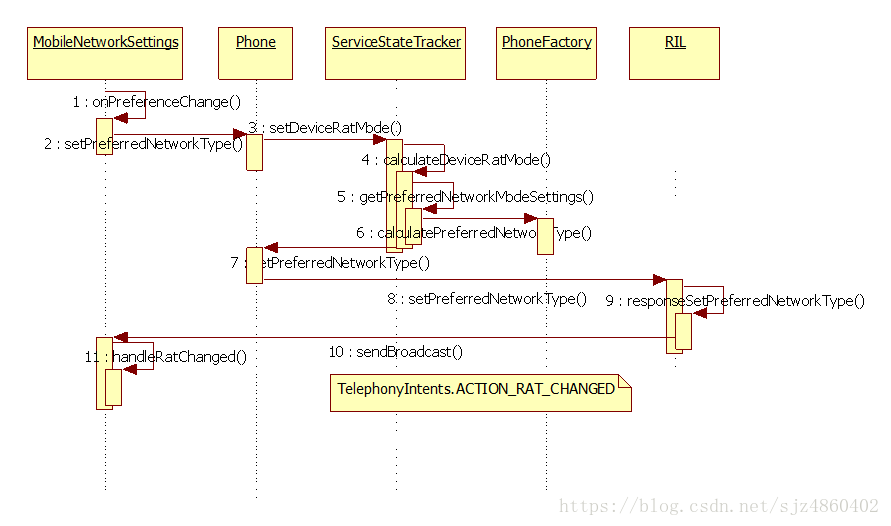 MobileNetworkSettings
Phone
ServiceStateTracker
PhoneFactory
RIL
1 : onPreferenceChange()
2 : setPreferredNetworkType()
3 : setDeviceRatMode()
4 : calculateDeviceRatMode()
5 : getPreferredNetworkModeSettings()
6 : calculatePreferredNetworkType()
7 : setPreferredNetworkType()
8 : setPreferredNetworkType()
9 : responseSetPreferredNetworkType()
10 : sendBroadcast()
11 : handleRatChanged()
TelephonyIntents.ACTION_RAT_CHANGED
https://blog.csdn.net/sjz4860402